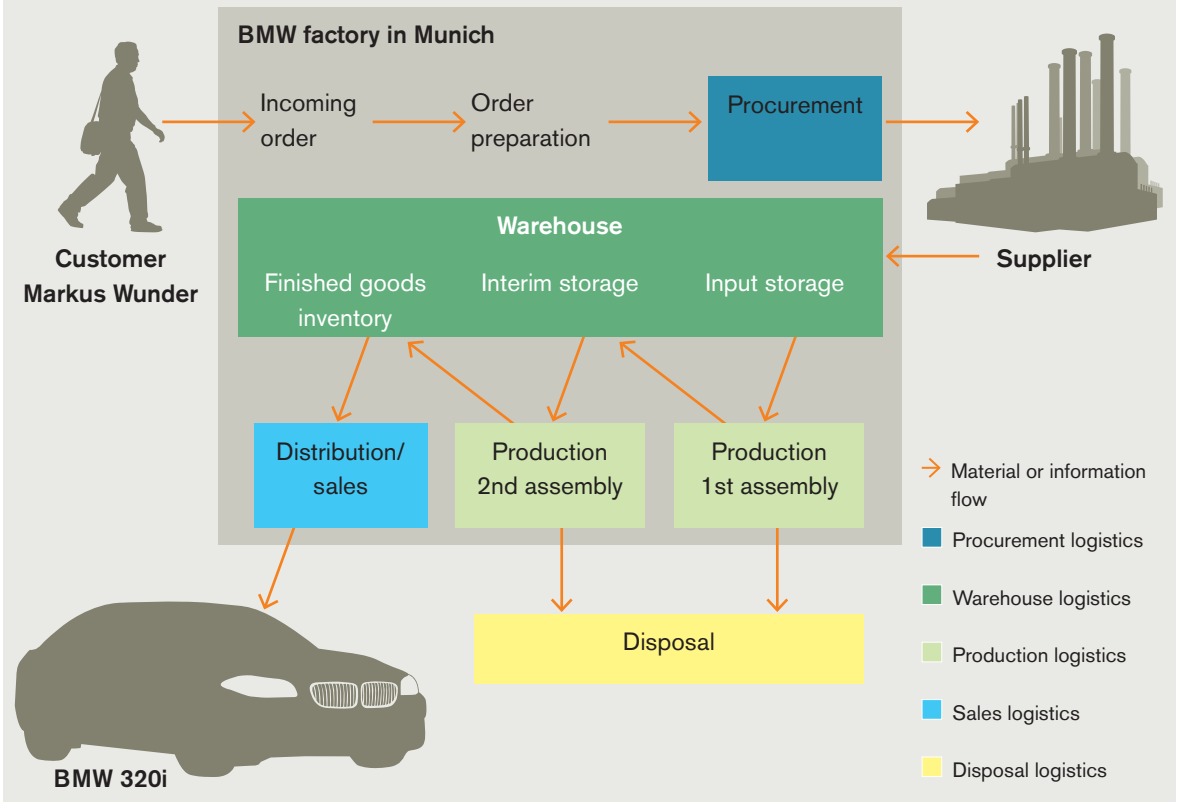 BMW factory in Munich
Incoming
order
Order
preparation
Procurement
Customer
Markus Wunder
Supplier
Warehouse
Finished goods
inventory
Interim storage
Input storage
Distribution/
sales
Production
2nd assembly
Production
1st assembly
Disposal
BMW 320i
Material or information
flow
Procurement logistics
Warehouse logistics
Production logistics
Sales logistics
Disposal logistics